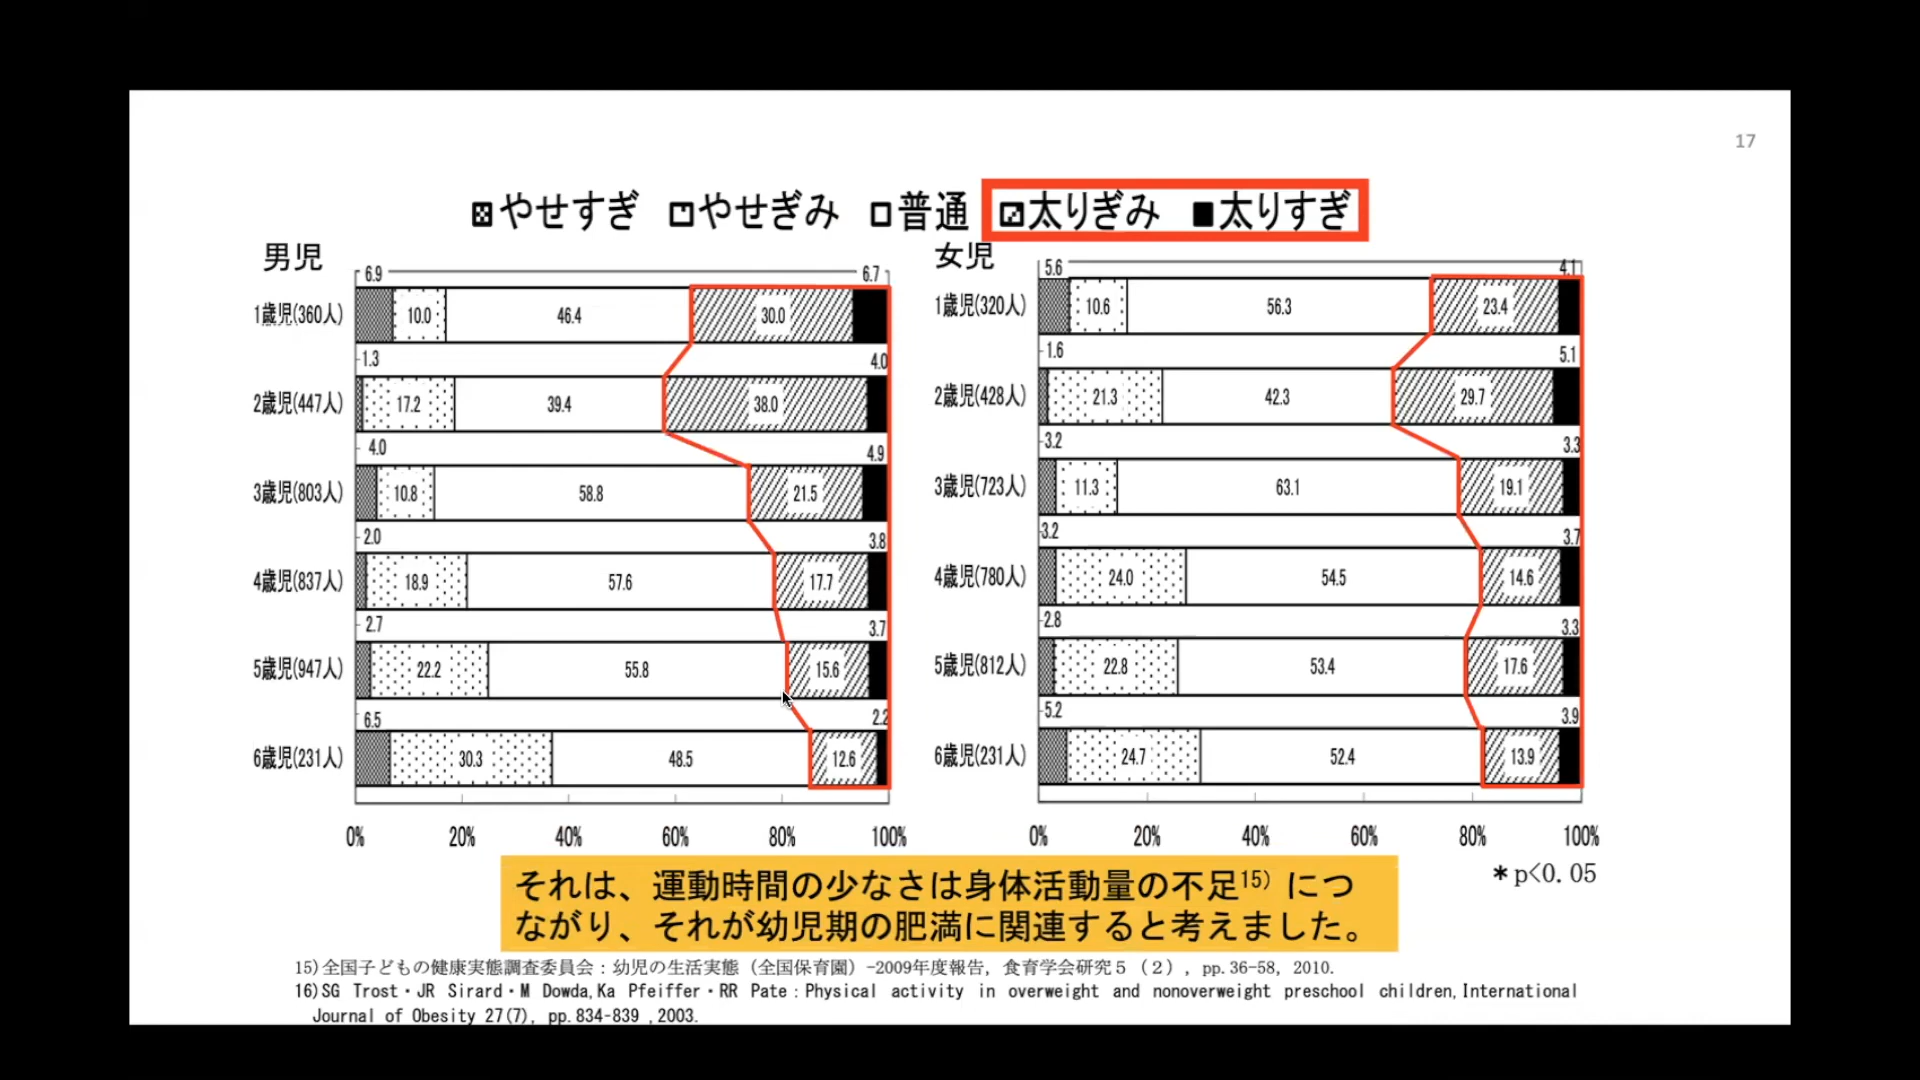 17
やせすぎ やせぎみ 普通 太りぎみ 太りすぎ
男児
6.9 6.7
1歳児(360人) 10.0 46.4 30.0
1.3 4.0
2歳児(447人) 17.2 39.4 38.0
4.0 4.9
3歳児(803人) 10.8 58.8 21.5
2.0 3.8
4歳児(837人) 18.9 57.6 17.7
2.7 3.7
5歳児(947人) 22.2 55.8 15.6
6.5 2.2
6歳児(231人) 30.3 48.5 12.6
0% 20% 40% 60% 80% 100%
女児
5.6 4.1
1歳児(320人) 10.6 56.3 23.4
1.6 5.1
2歳児(428人) 21.3 42.3 29.7
3.2 3.3
3歳児(723人) 11.3 63.1 19.1
3.2 3.7
4歳児(780人) 24.0 54.5 14.6
2.8 3.3
5歳児(812人) 22.8 53.4 17.6
5.2 3.9
6歳児(231人) 24.7 52.4 13.9
0% 20% 40% 60% 80% 100%
*p<0.05
それは、運動時間の少なさは身体活動量の不足15）につ
ながり、それが幼児期の肥満に関連すると考えました。
15)全国子どもの健康実態調査委員会：幼児の生活実態（全国保育園）-2009年度報告, 食育学会研究５（２）, pp.36-58, 2010.
16)SG Trost・JR Sirard・M Dowda,Ka Pfeiffer・RR Pate：Physical activity in overweight and nonoverweight preschool children,International
Journal of Obesity 27(7), pp.834-839 ,2003.